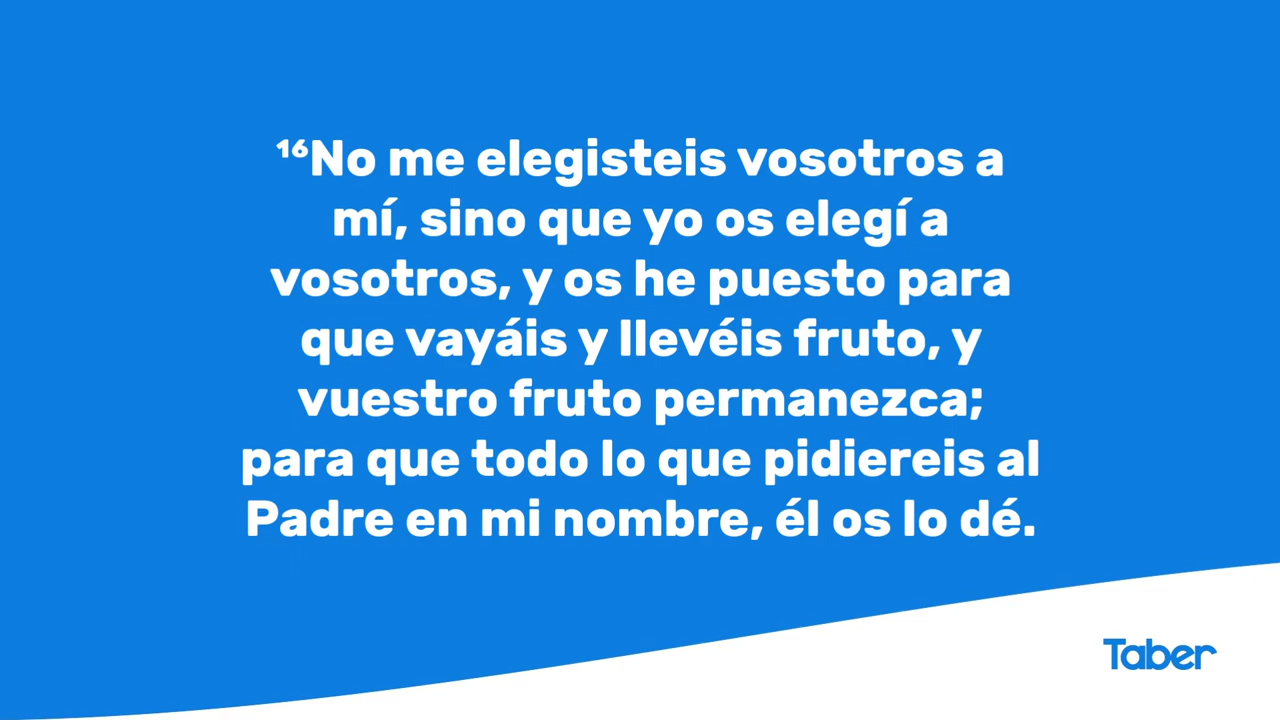 ¹⁶No me elegisteis vosotros a
mí, sino que yo os elegí a
vosotros, y os he puesto para
que vayáis y llevéis fruto, y
vuestro fruto permanezca;
para que todo lo que pidiereis al
Padre en mi nombre, él os lo dé.
Taber